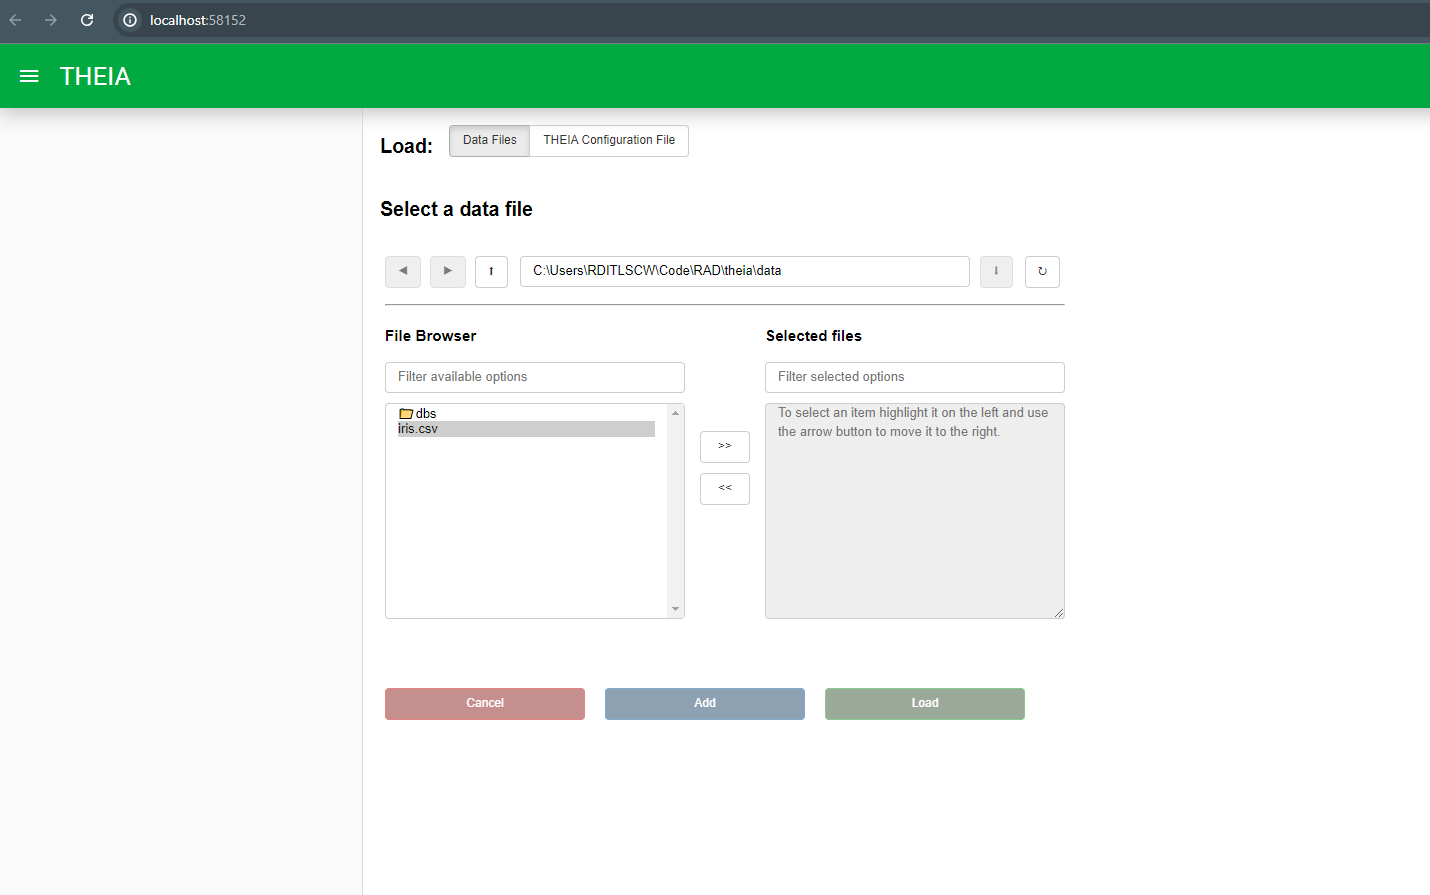 localhost:58152
THEIA
Load:
Data Files
THEIA Configuration File
Select a data file
◀
▶
⬆
C:\Users\RDITLSCW\Code\RAD\theia\data
⬇
↻
File Browser
Selected files
Filter available options
Filter selected options
dbs
iris.csv
>>
<<
To select an item highlight it on the left and use
the arrow button to move it to the right.
Cancel
Add
Load